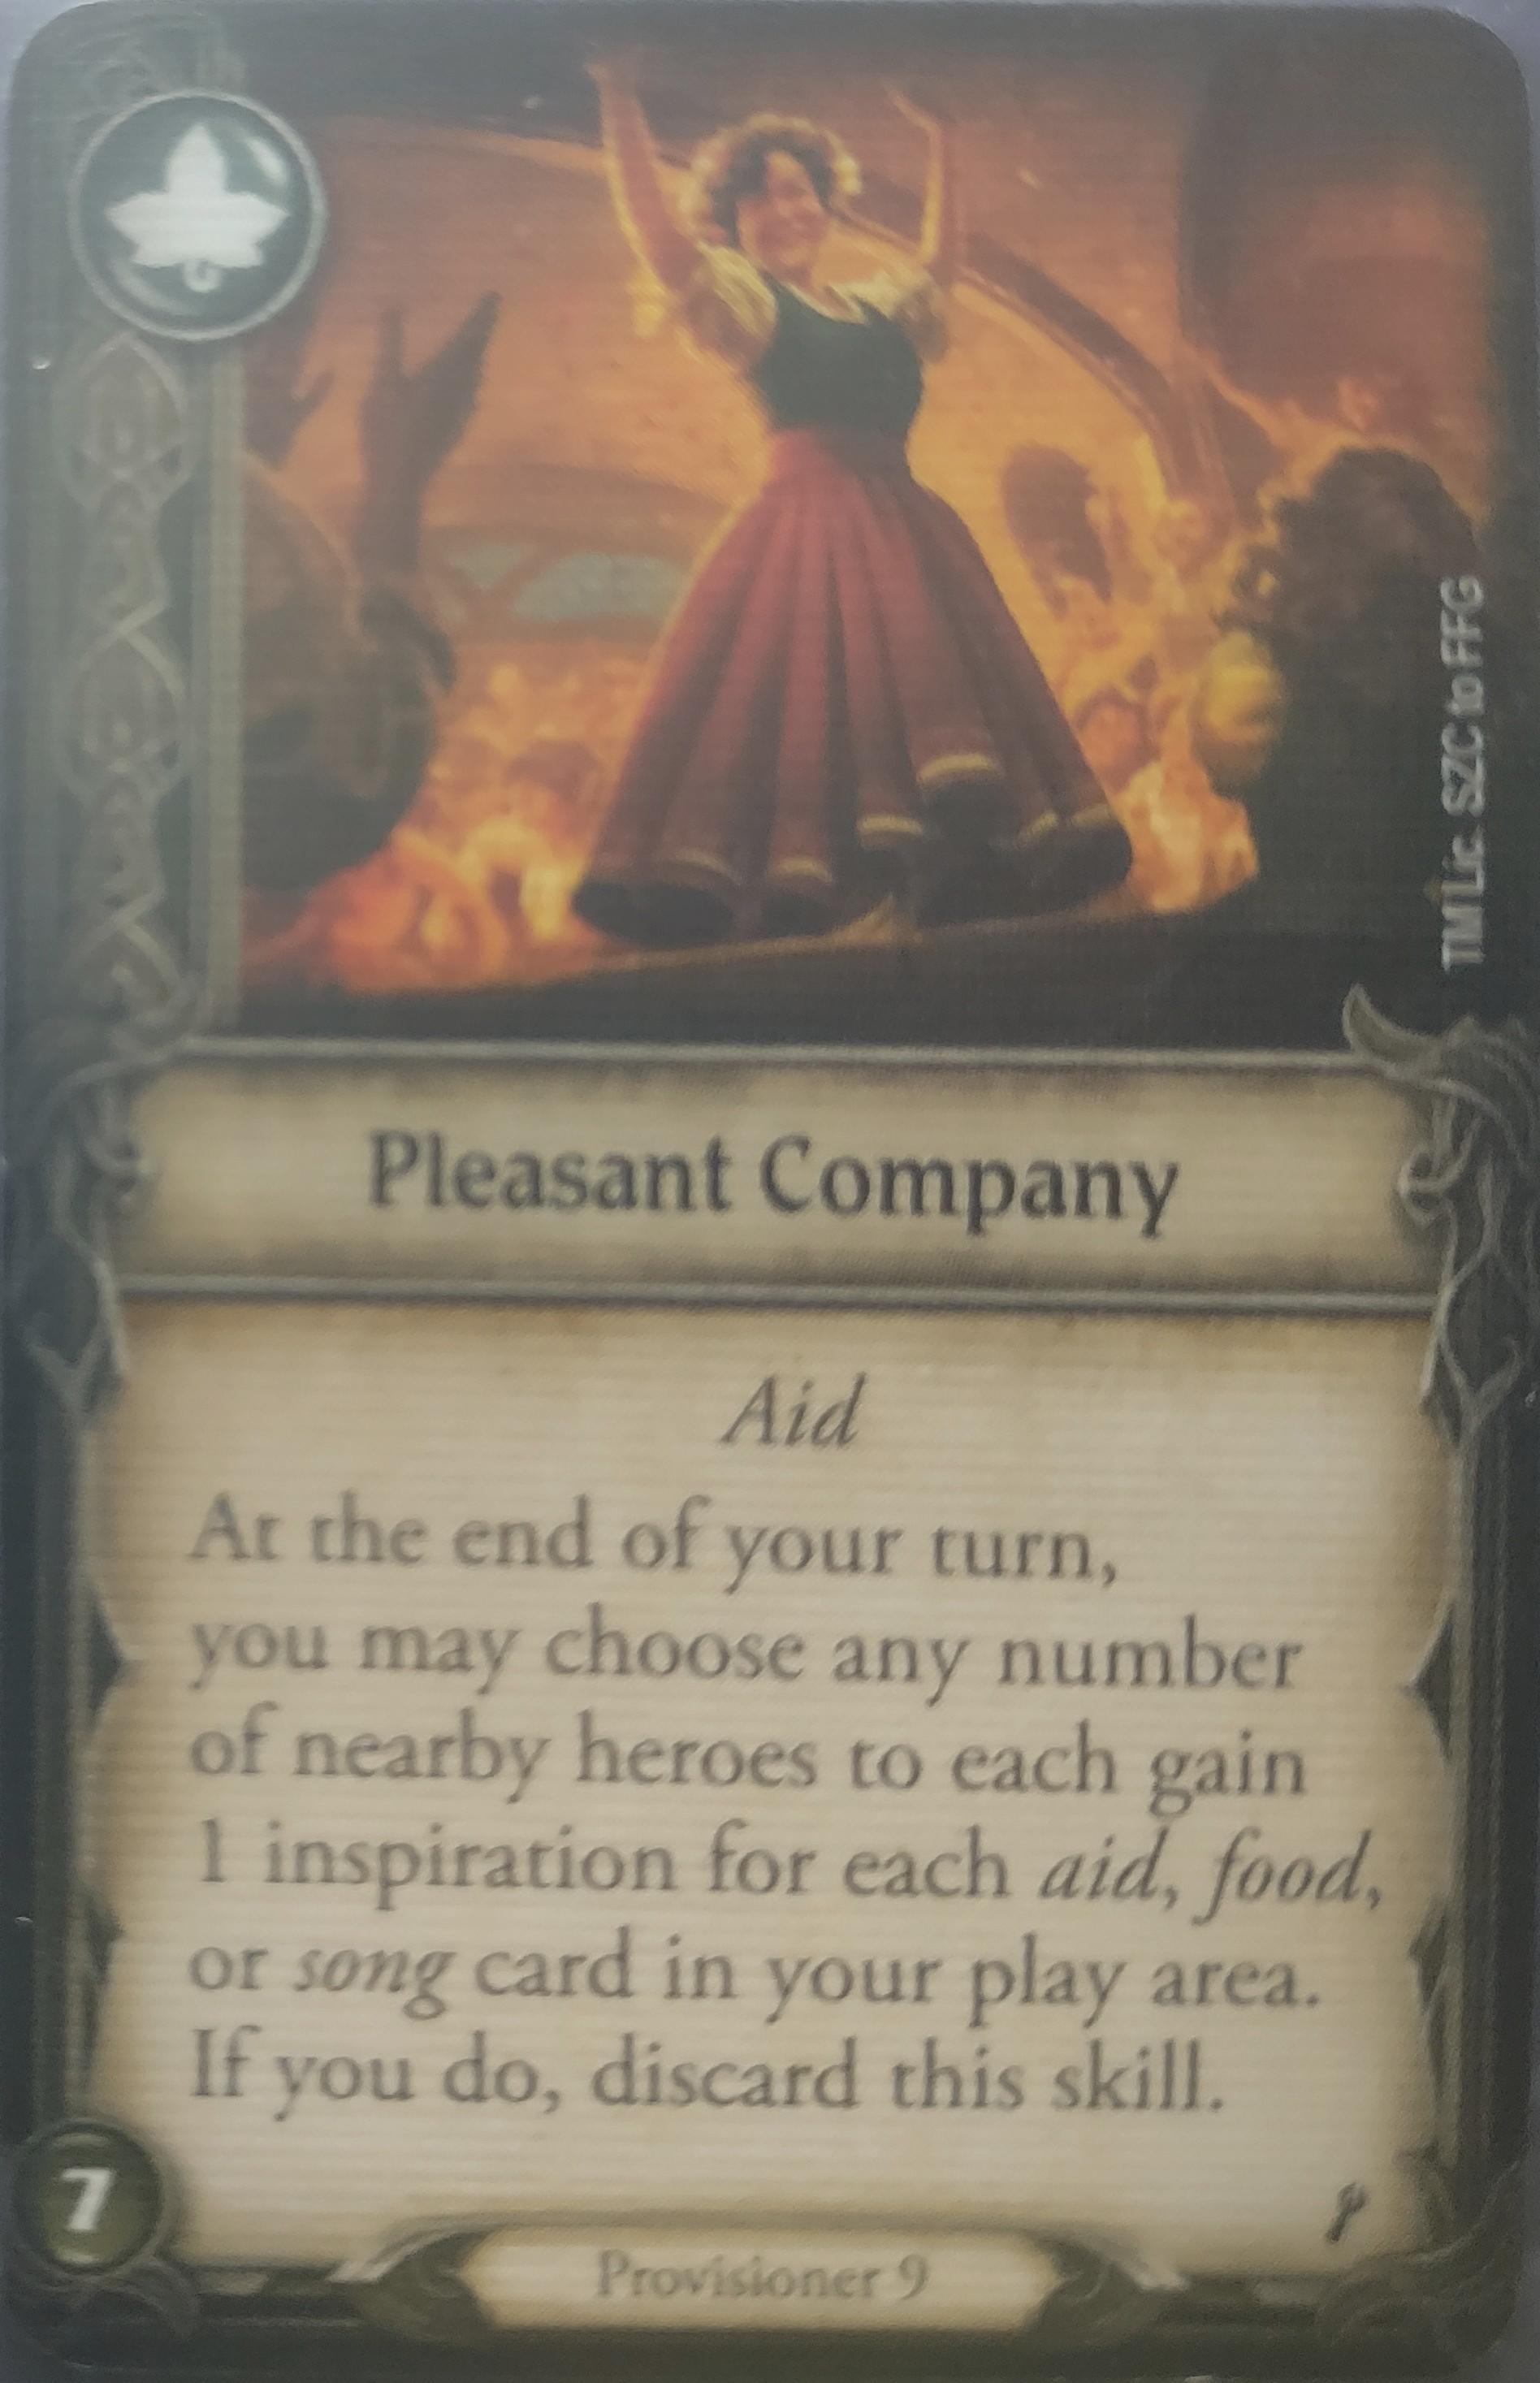 TM Lic. SZC to FFG
Pleasant Company
Aid
At the end of your turn,
you may choose any number
of nearby heroes to each gain
1 inspiration for each aid, food,
or song card in your play area.
If you do, discard this skill.
7
Provisioner 9